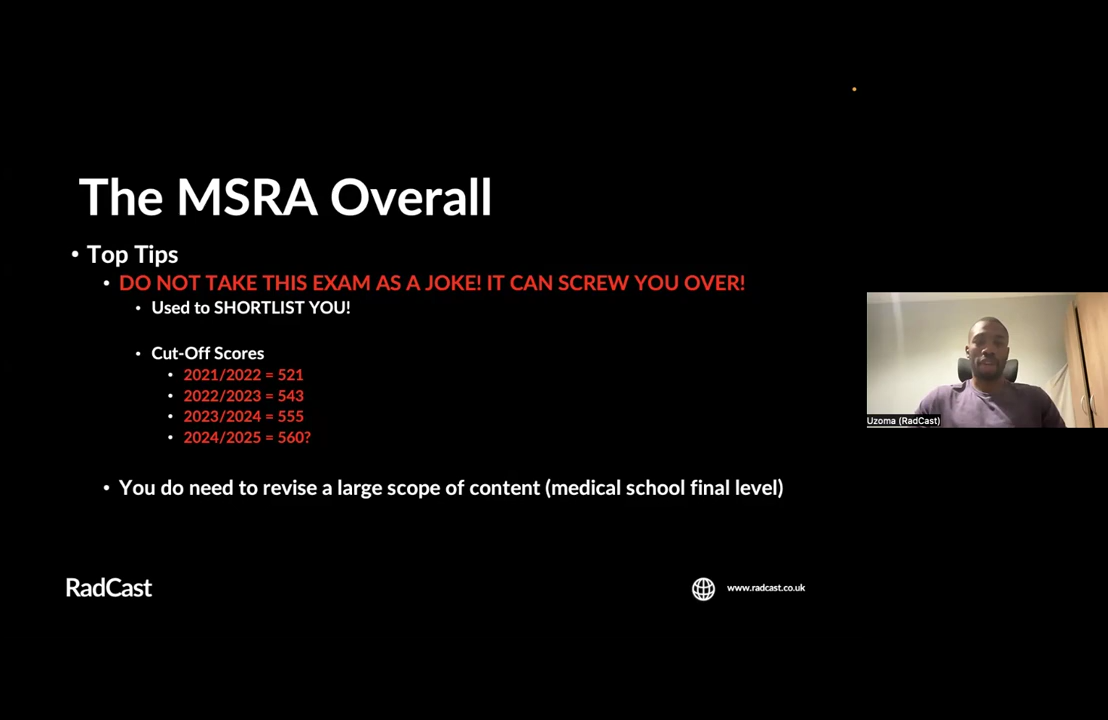 The MSRA Overall
• Top Tips
• DO NOT TAKE THIS EXAM AS A JOKE! IT CAN SCREW YOU OVER!
• Used to SHORTLIST YOU!
• Cut-Off Scores
• 2021/2022 = 521
• 2022/2023 = 543
• 2023/2024 = 555
• 2024/2025 = 560?
Uzoma (RadCast)
• You do need to revise a large scope of content (medical school final level)
RadCast
www.radcast.co.uk